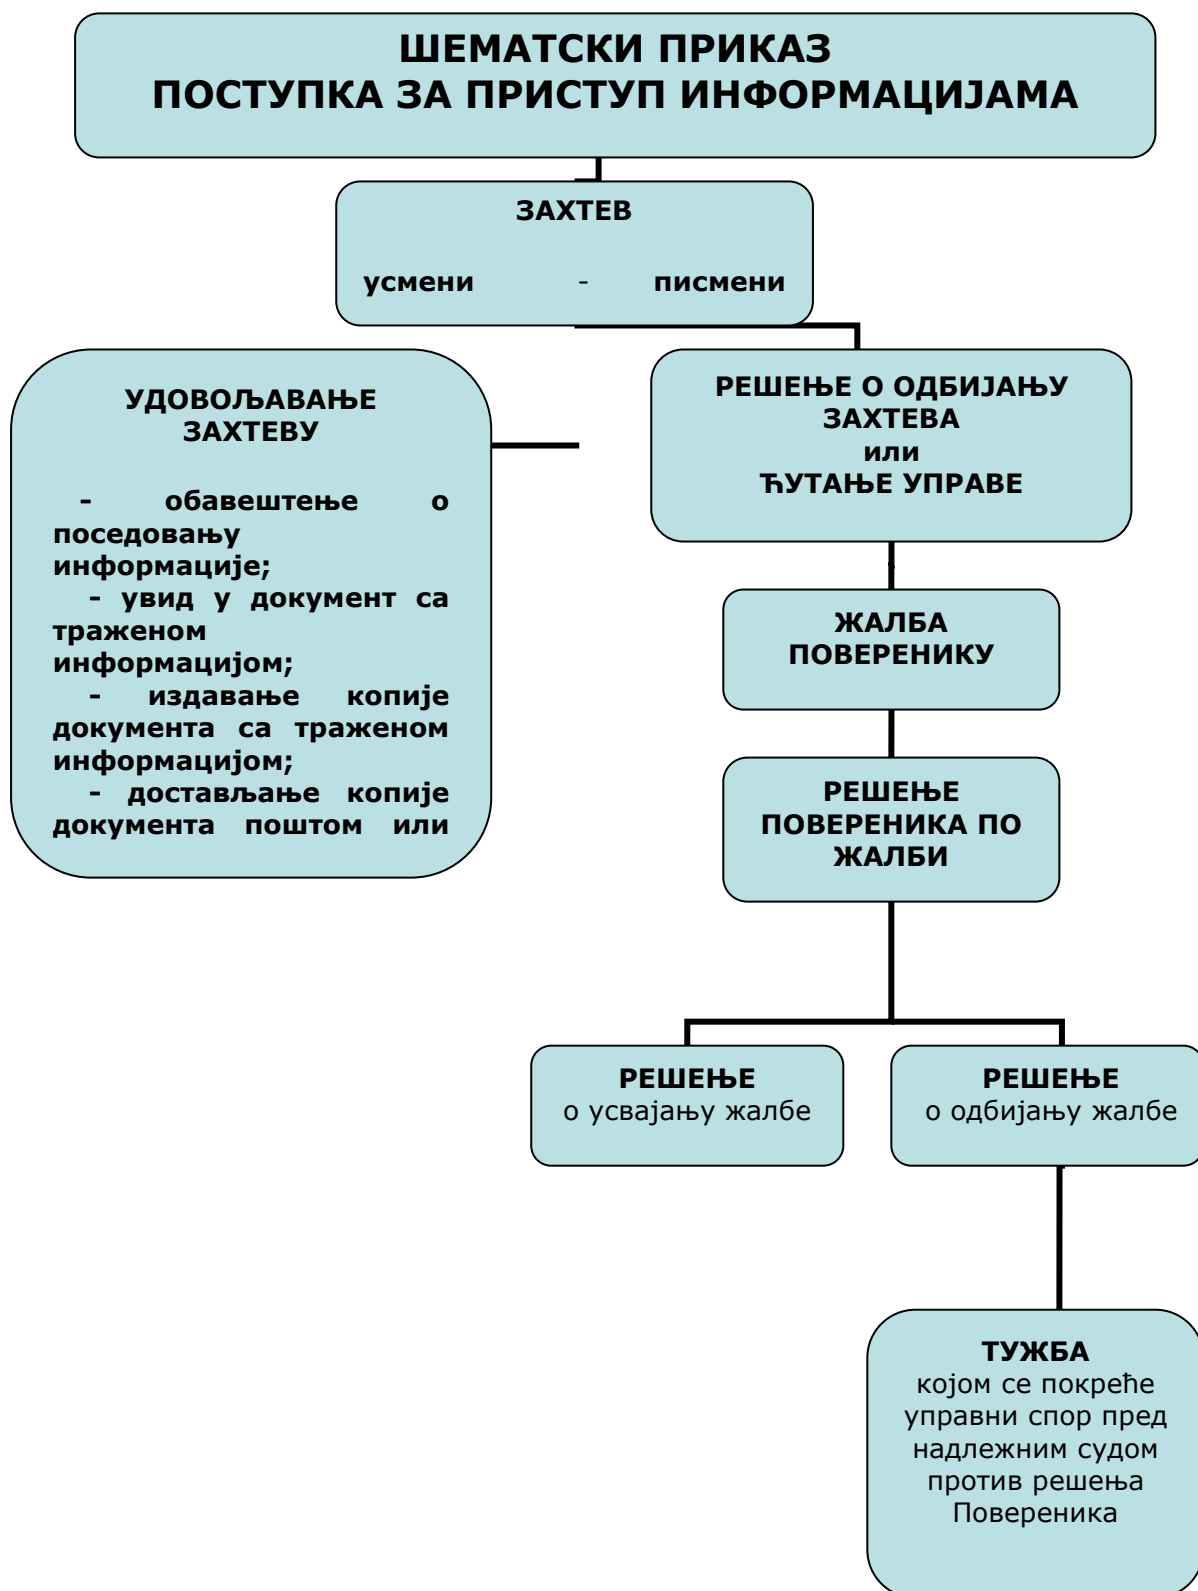 ШЕМАТСКИ ПРИКАЗ
ПОСТУПКА ЗА ПРИСТУП ИНФОРМАЦИЈАМА
ЗАХТЕВ
усмени - писмени
УДОВОЉАВАЊЕ
ЗАХТЕВУ
- обавештење о
поседовању
информације;
- увид у документ са
траженом
информацијом;
- издавање копије
документа са траженом
информацијом;
- достављање копије
документа поштом или
РЕШЕЊЕ О ОДБИЈАЊУ
ЗАХТЕВА
или
ЋУТАЊЕ УПРАВЕ
ЖАЛБА
ПОВЕРЕНИКУ
РЕШЕЊЕ
ПОВЕРЕНИКА ПО
ЖАЛБИ
РЕШЕЊЕ
о усвајању жалбе
РЕШЕЊЕ
о одбијању жалбе
ТУЖБА
којом се покреће
управни спор пред
надлежним судом
против решења
Повереника